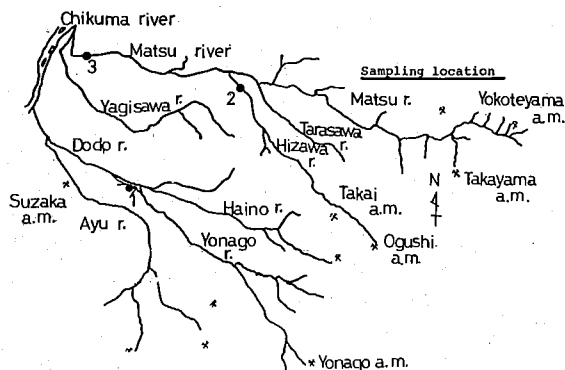 Chikuma river
Matsu river
3
Sampling location
2
Matsu r.
Yokoteyama
a.m.
Yagisawa r.
Tarasawa
r.
Hizawa
r.
Dodo r.
N
Takayama
a.m.
Suzaka
a.m.
1
Haino r.
Takai
a.m.
Ayu r.
Yonago
r.
Ogushi
a.m.
Yonago a.m.